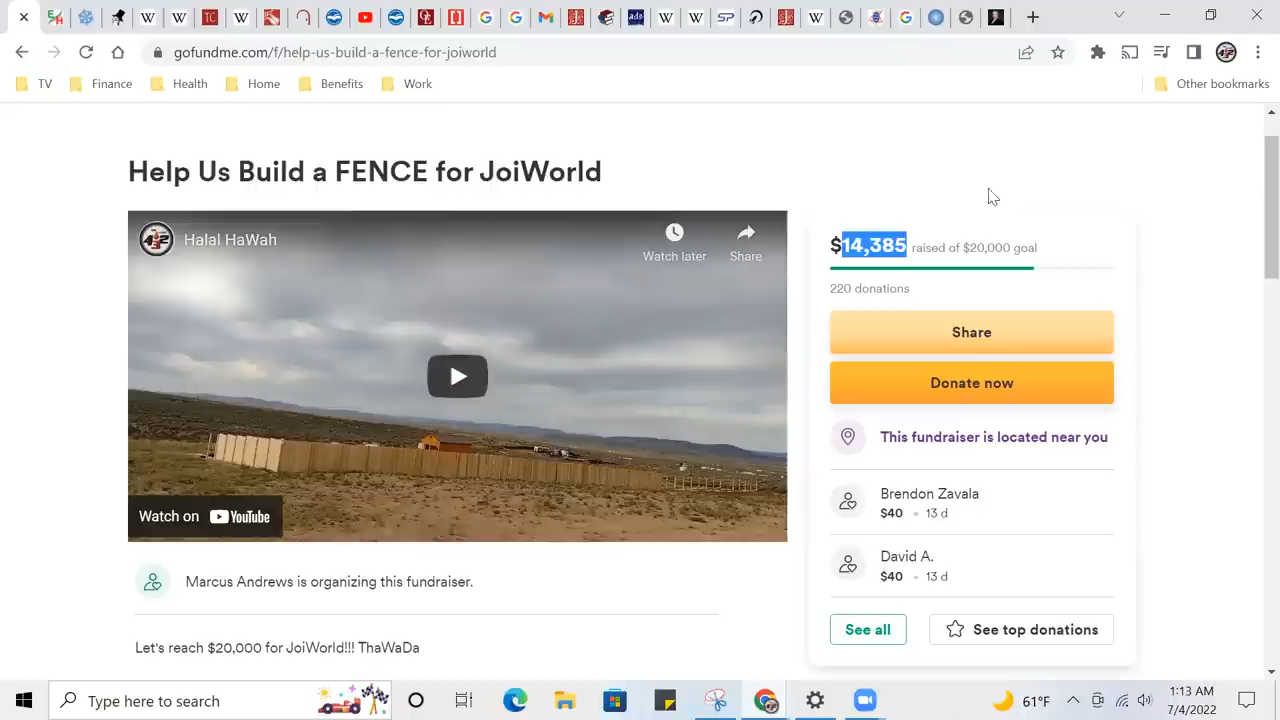 gofundme.com/f/help-us-build-a-fence-for-joiworld
TV Finance Health Home Benefits Work Other bookmarks
Help Us Build a FENCE for JoiWorld
Halal HaWah
Watch later Share
Watch on YouTube
$14,385 raised of $20,000 goal
220 donations
Share
Donate now
This fundraiser is located near you
Brendon Zavala
$40 • 13 d
David A.
$40 • 13 d
See all See top donations
Marcus Andrews is organizing this fundraiser.
Let's reach $20,000 for JoiWorld!!! ThaWaDa
Type here to search
61°F
1:13 AM
7/4/2022